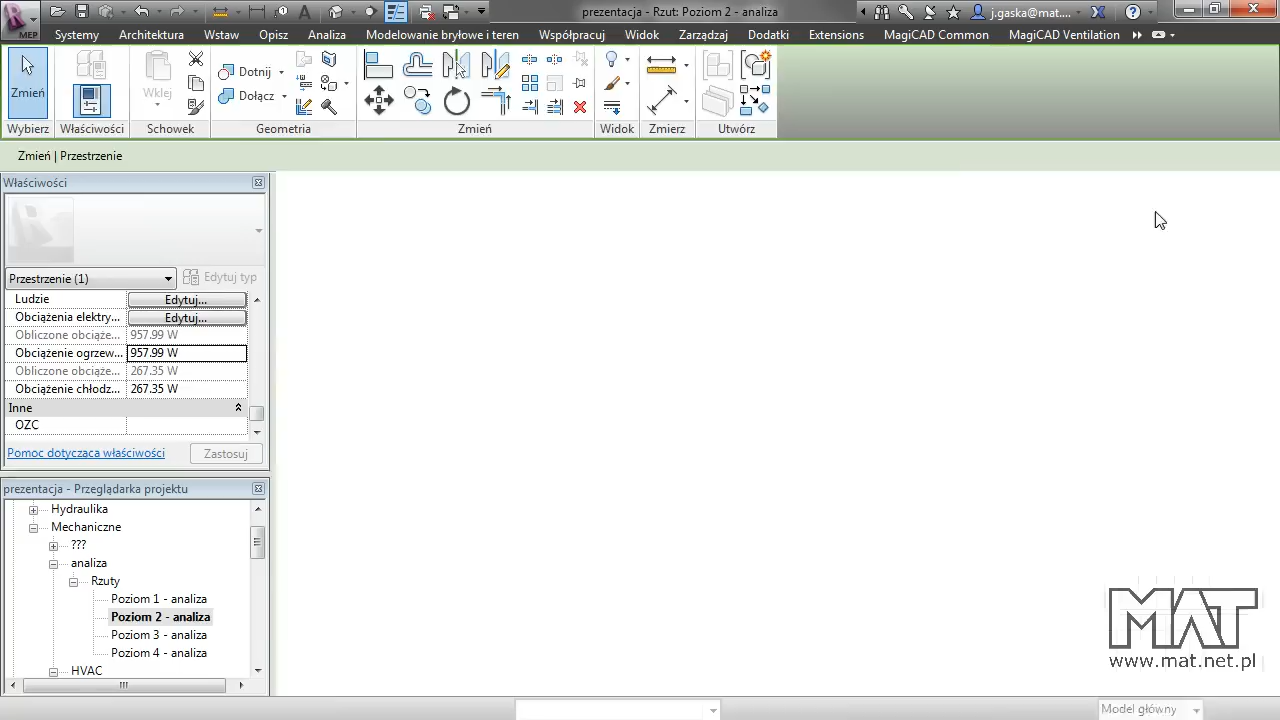 MEP
prezentacja - Rzut: Poziom 2 - analiza
j.gaska@mat....
Systemy Architektura Wstaw Opisz Analiza Modelowanie bryłowe i teren Współpracuj Widok Zarządzaj Dodatki Extensions MagiCAD Common MagiCAD Ventilation
Zmień
Wklej
Dotnij
Dołącz
Wybierz Właściwości Schowek Geometria Zmień Widok Zmierz Utwórz
Zmień | Przestrzenie
Właściwości
Przestrzenie (1) Edytuj typ
Ludzie Edytuj...
Obciążenia elektry... Edytuj...
Obliczone obciąże... 957.99 W
Obciążenie ogrzew... 957.99 W
Obliczone obciąże... 267.35 W
Obciążenie chłodz... 267.35 W
Inne
OZC
Pomoc dotycząca właściwości Zastosuj
prezentacja - Przeglądarka projektu
Hydraulika
Mechaniczne
???
analiza
Rzuty
Poziom 1 - analiza
Poziom 2 - analiza
Poziom 3 - analiza
Poziom 4 - analiza
HVAC
MAT
www.mat.net.pl
Model główny